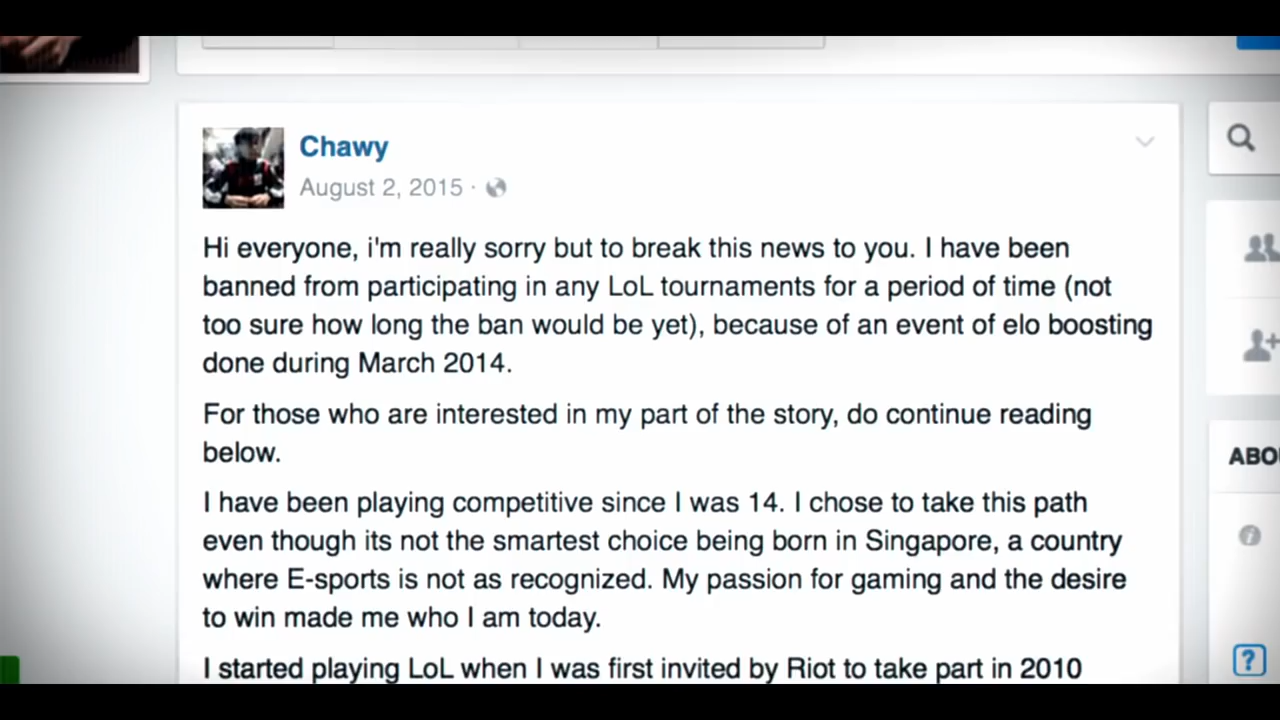 Chawy
August 2, 2015 ·
Hi everyone, i'm really sorry but to break this news to you. I have been
banned from participating in any LoL tournaments for a period of time (not
too sure how long the ban would be yet), because of an event of elo boosting
done during March 2014.
For those who are interested in my part of the story, do continue reading
below.
I have been playing competitive since I was 14. I chose to take this path
even though its not the smartest choice being born in Singapore, a country
where E-sports is not as recognized. My passion for gaming and the desire
to win made me who I am today.
I started playing LoL when I was first invited by Riot to take part in 2010
ABO
?